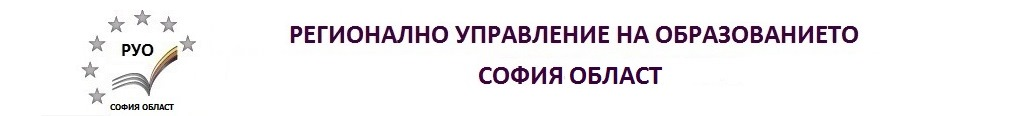 РУО
СОФИЯ ОБЛАСТ
РЕГИОНАЛНО УПРАВЛЕНИЕ НА ОБРАЗОВАНИЕТО
СОФИЯ ОБЛАСТ